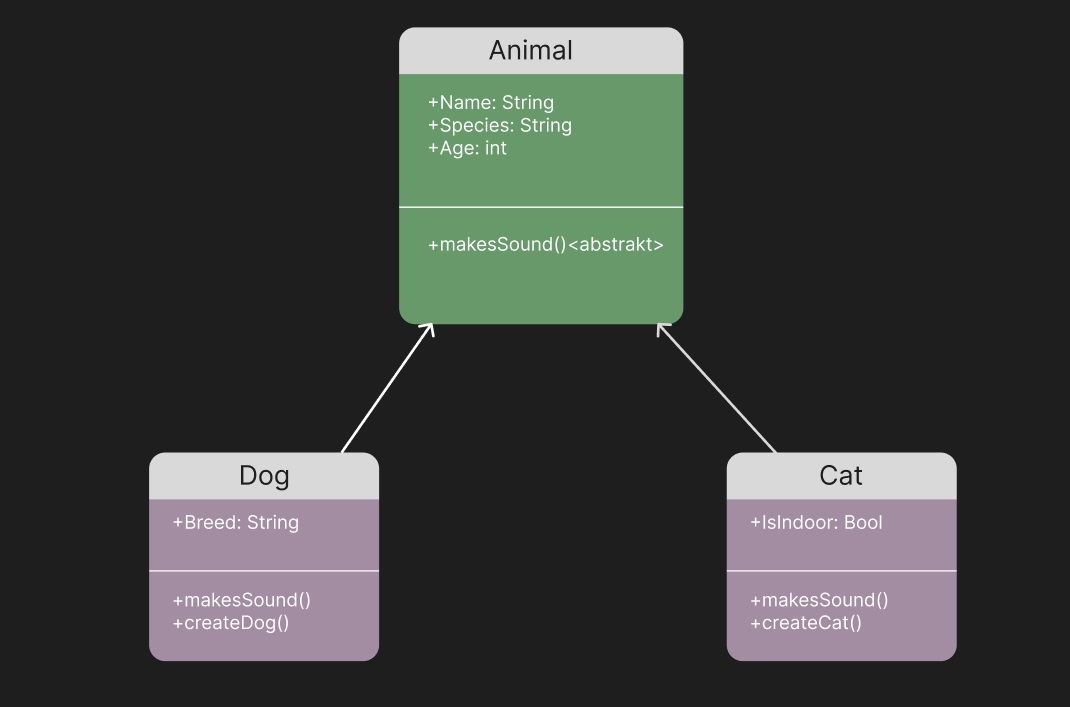 Animal
+Name: String
+Species: String
+Age: int
+makesSound()<abstrakt>
Dog
+Breed: String
+makesSound()
+createDog()
Cat
+IsIndoor: Bool
+makesSound()
+createCat()